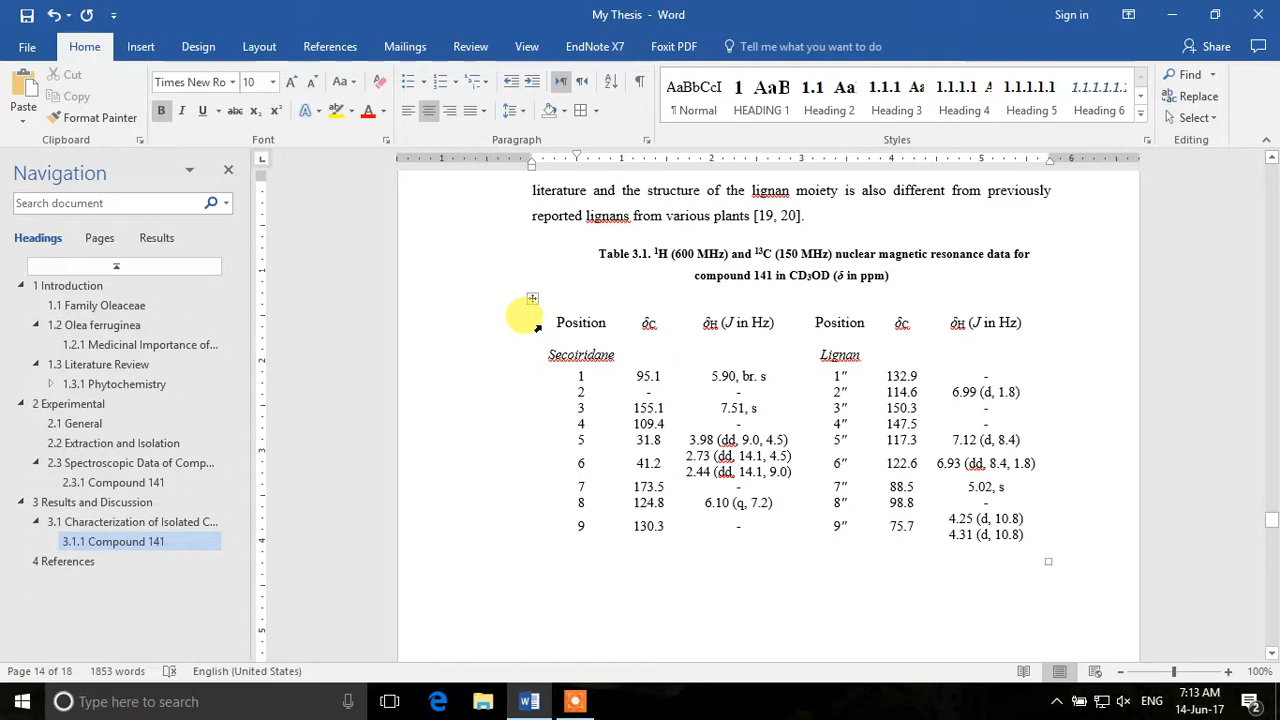 My Thesis - Word
Sign in
File Home Insert Design Layout References Mailings Review View EndNote X7 Foxit PDF Tell me what you want to do Share
Paste
Cut
Copy
Format Painter
Clipboard
Times New Ro 10
B I U abc X₂ X²
Font
Paragraph
AaBbCcI 1 AaB 1.1 Aa 1.1.1 Aa 1.1.1.1 1.1.1.1.1 1.1.1.1.1.
¶ Normal HEADING 1 Heading 2 Heading 3 Heading 4 Heading 5 Heading 6
Styles
Find
Replace
Select
Editing
Navigation
Search document
Headings Pages Results
1 Introduction
1.1 Family Oleaceae
1.2 Olea ferruginea
1.2.1 Medicinal Importance of...
1.3 Literature Review
1.3.1 Phytochemistry
2 Experimental
2.1 General
2.2 Extraction and Isolation
2.3 Spectroscopic Data of Comp...
2.3.1 Compound 141
3 Results and Discussion
3.1 Characterization of Isolated C...
3.1.1 Compound 141
4 References
1 1 2 3 4 5 6
1
2
3
4
5
literature and the structure of the lignan moiety is also different from previously
reported lignans from various plants [19, 20].
Table 3.1. ¹H (600 MHz) and ¹³C (150 MHz) nuclear magnetic resonance data for
compound 141 in CD₃OD (δ in ppm)
Position δC δH (J in Hz) Position δC δH (J in Hz)
Secoiridane Lignan
1 95.1 5.90, br. s 1″ 132.9 -
2 - - 2″ 114.6 6.99 (d, 1.8)
3 155.1 7.51, s 3″ 150.3 -
4 109.4 - 4″ 147.5 -
5 31.8 3.98 (dd, 9.0, 4.5) 5″ 117.3 7.12 (d, 8.4)
6 41.2 2.73 (dd, 14.1, 4.5) 6″ 122.6 6.93 (dd, 8.4, 1.8)
2.44 (dd, 14.1, 9.0)
7 173.5 - 7″ 88.5 5.02, s
8 124.8 6.10 (q, 7.2) 8″ 98.8 -
9 130.3 - 9″ 75.7 4.25 (d, 10.8)
4.31 (d, 10.8)
Page 14 of 18 1853 words English (United States) 100%
Type here to search
ENG
7:13 AM
14-Jun-17
2